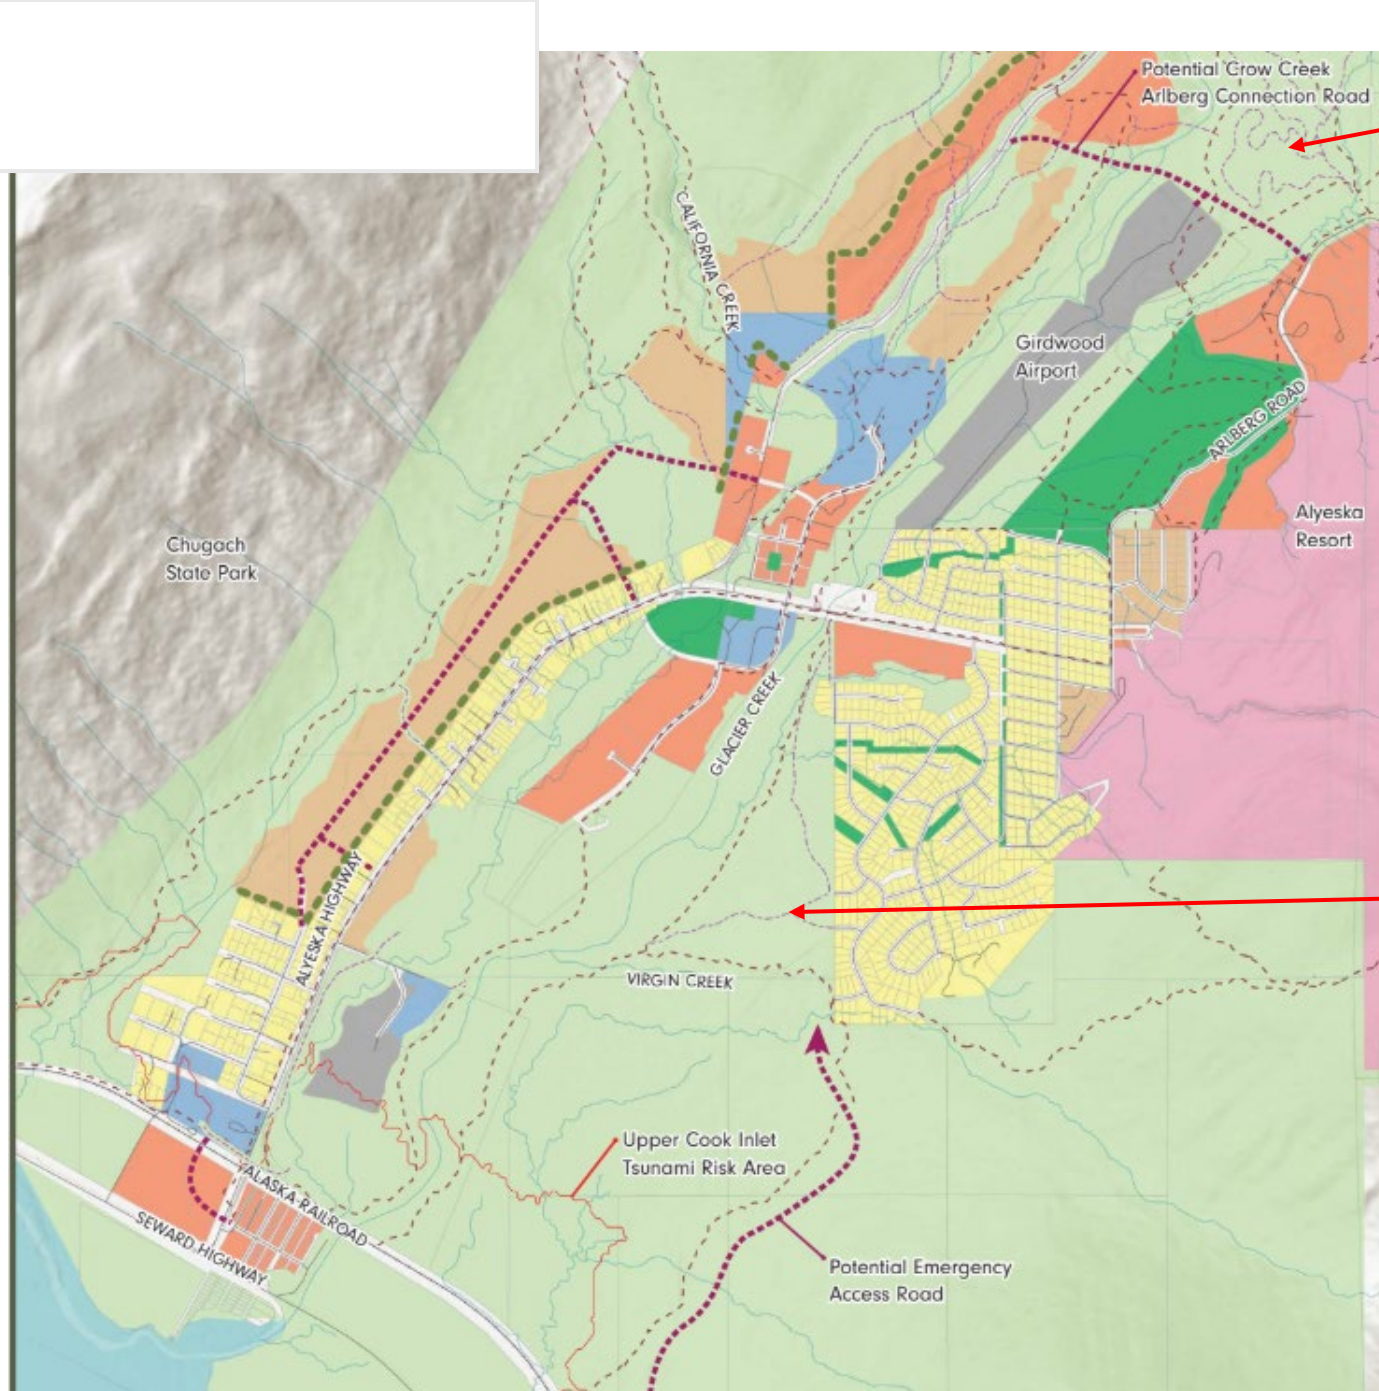 Potential Crow Creek
Arlberg Connection Road
CALIFORNIA CREEK
Girdwood
Airport
ARLBERG ROAD
Alyeska
Resort
Chugach
State Park
GLACIER CREEK
ALYESKA HIGHWAY
VIRGIN CREEK
Upper Cook Inlet
Tsunami Risk Area
ALASKA RAILROAD
SEWARD HIGHWAY
Potential Emergency
Access Road